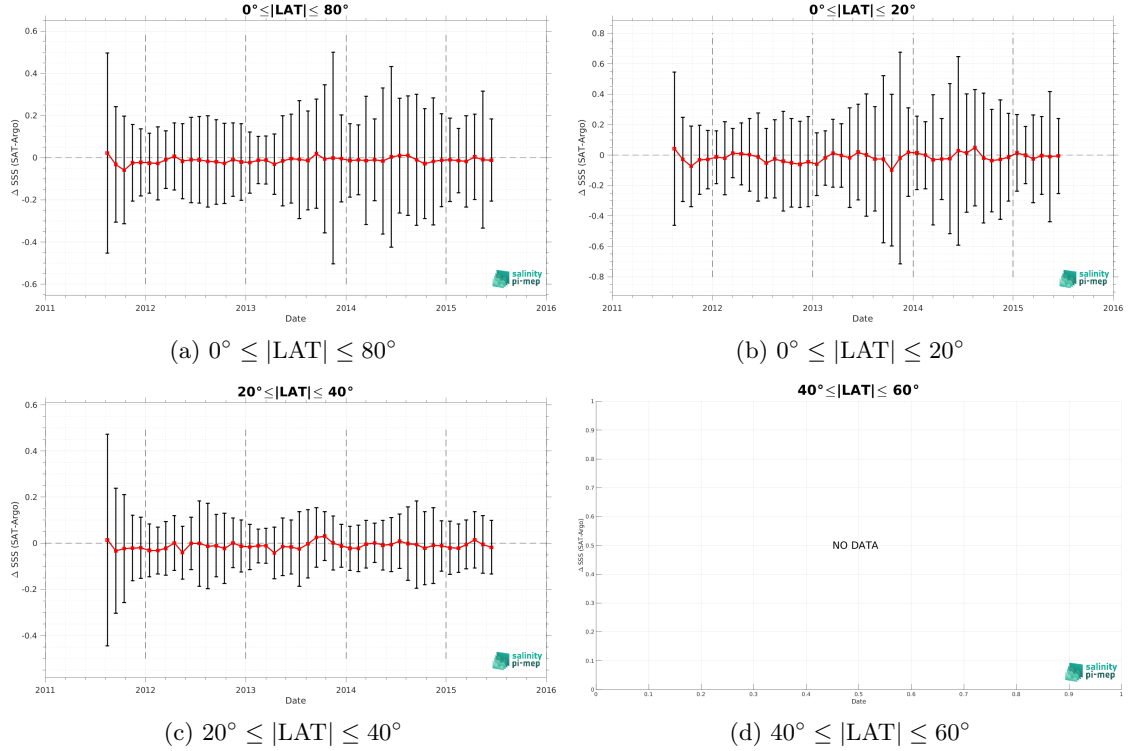 0°≤|LAT|≤ 80°
0.6
0.4
0.2
0
-0.2
-0.4
-0.6
Δ SSS (SAT-Argo)
2011 2012 2013 2014 2015 2016
Date
salinity
pi-mep
(a) 0° ≤ |LAT| ≤ 80°
0°≤|LAT|≤ 20°
0.8
0.6
0.4
0.2
0
-0.2
-0.4
-0.6
-0.8
Δ SSS (SAT-Argo)
2011 2012 2013 2014 2015 2016
Date
salinity
pi-mep
(b) 0° ≤ |LAT| ≤ 20°
20°≤|LAT|≤ 40°
0.6
0.4
0.2
0
-0.2
-0.4
Δ SSS (SAT-Argo)
2011 2012 2013 2014 2015 2016
Date
salinity
pi-mep
(c) 20° ≤ |LAT| ≤ 40°
40°≤|LAT|≤ 60°
1
0.9
0.8
0.7
0.6
0.5
0.4
0.3
0.2
0.1
0
Δ SSS (SAT-Argo)
NO DATA
0 0.1 0.2 0.3 0.4 0.5 0.6 0.7 0.8 0.9 1
Date
salinity
pi-mep
(d) 40° ≤ |LAT| ≤ 60°